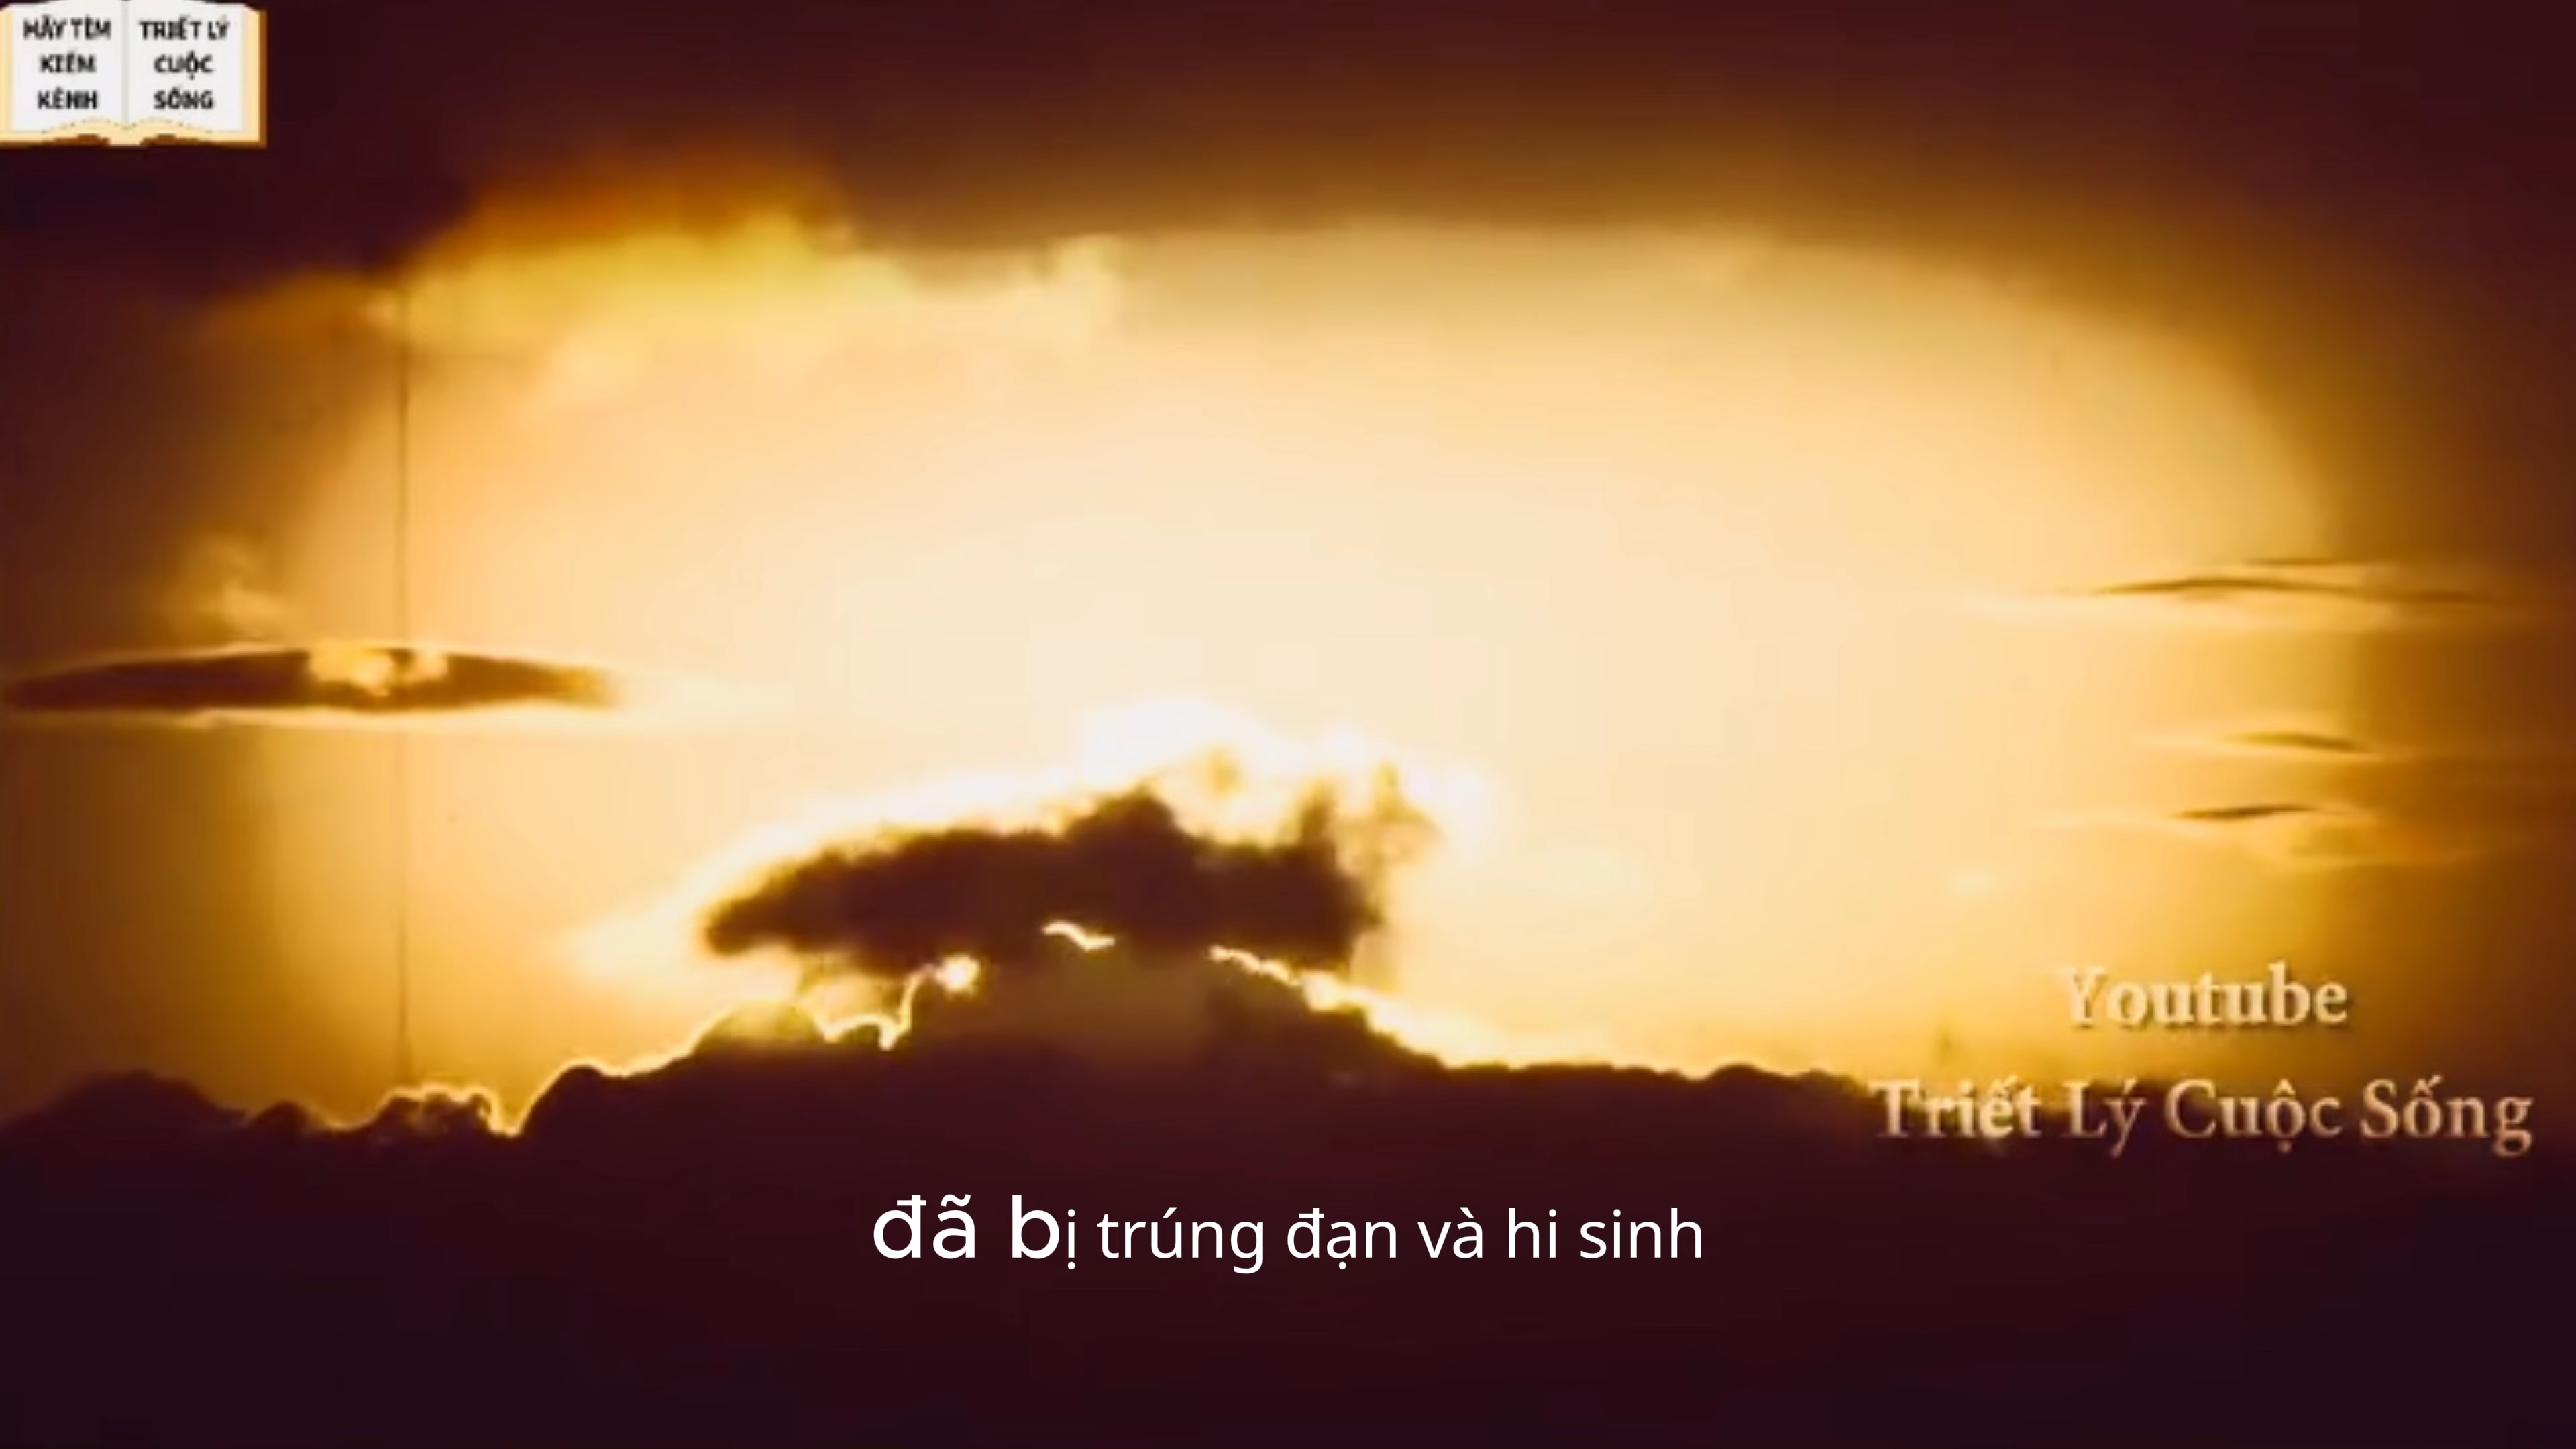 HÃY TÌM
KIẾM
KÊNH
TRIẾT LÝ
CUỘC
SỐNG
Youtube
Triết Lý Cuộc Sống
đã bị trúng đạn và hi sinh